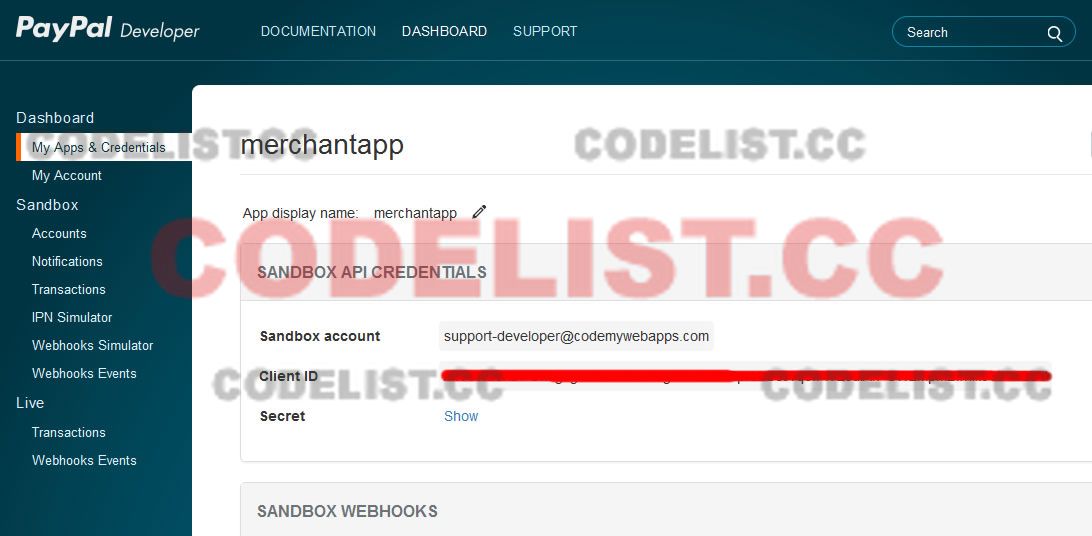 PayPal Developer
DOCUMENTATION DASHBOARD SUPPORT
Search
Dashboard
My Apps & Credentials
My Account
Sandbox
Accounts
Notifications
Transactions
IPN Simulator
Webhooks Simulator
Webhooks Events
Live
Transactions
Webhooks Events
merchantapp
App display name: merchantapp
SANDBOX API CREDENTIALS
Sandbox account support-developer@codemywebapps.com
Client ID
Secret Show
SANDBOX WEBHOOKS
CODELIST.CC
CODELIST.CC
CODELIST.CC
CODELIST.CC
CODELIST.CC